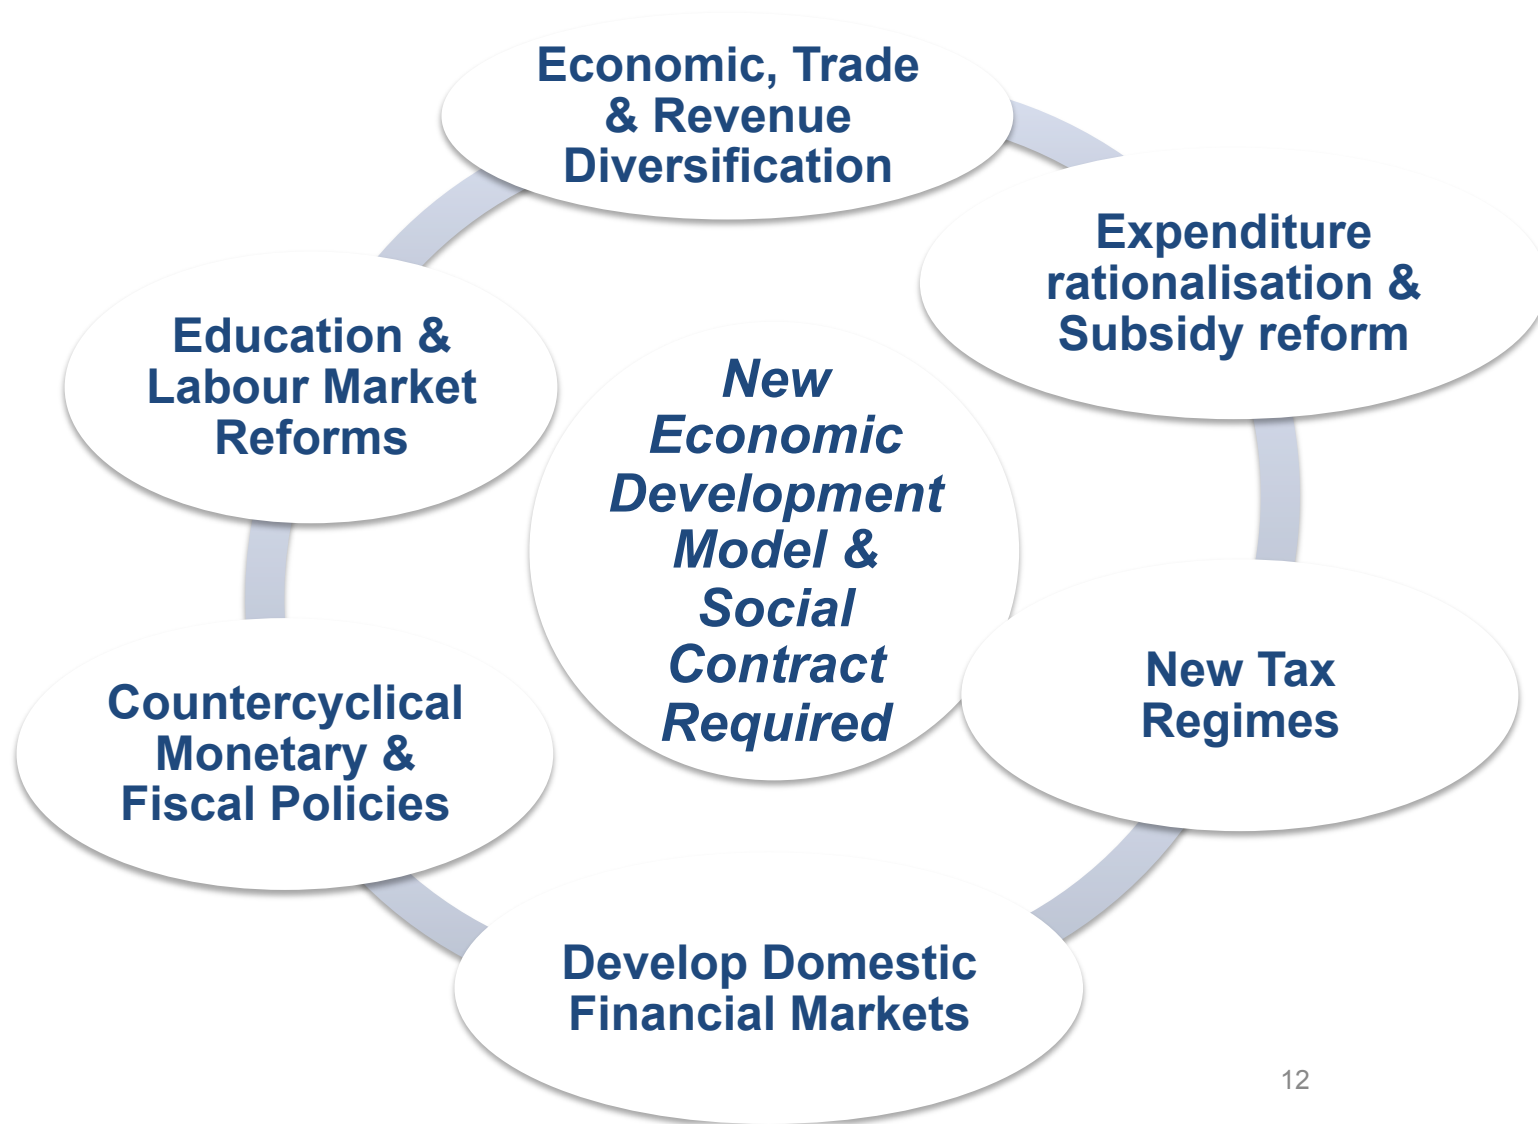 Economic, Trade
& Revenue
Diversification
Expenditure
rationalisation &
Subsidy reform
Education &
Labour Market
Reforms
New
Economic
Development
Model &
Social
Contract
Required
New Tax
Regimes
Countercyclical
Monetary &
Fiscal Policies
Develop Domestic
Financial Markets
12